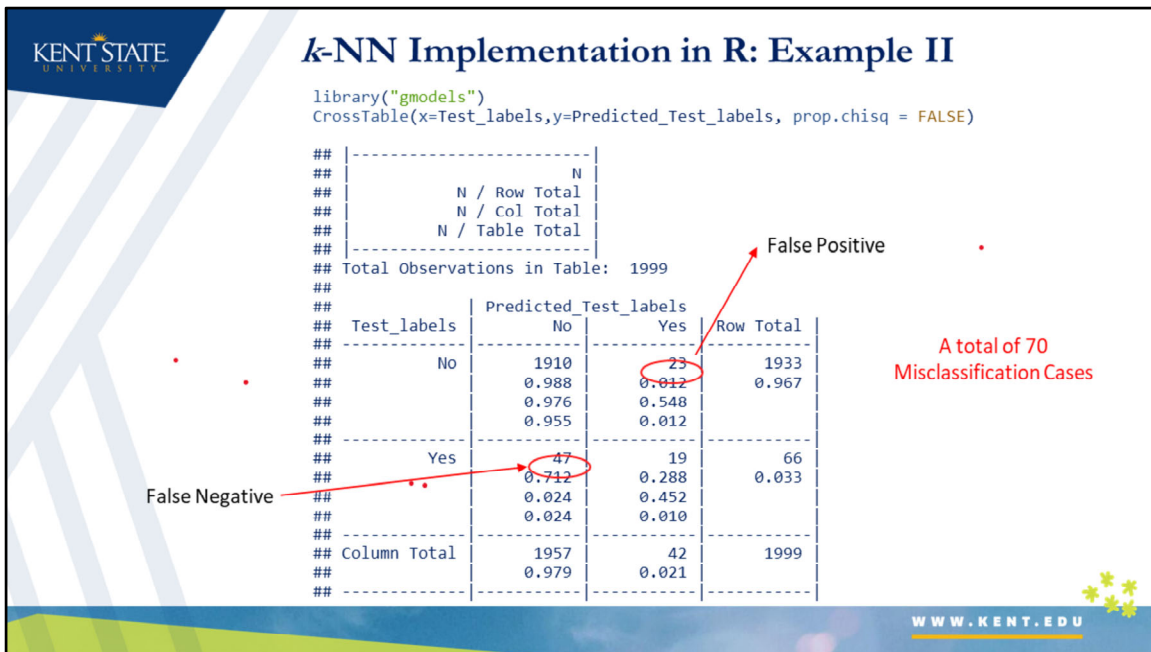 KENT STATE
UNIVERSITY
k-NN Implementation in R: Example II
library("gmodels")
CrossTable(x=Test_labels,y=Predicted_Test_labels, prop.chisq = FALSE)
## |-------------------------|
## | N |
## | N / Row Total |
## | N / Col Total |
## | N / Table Total |
## |-------------------------|
## Total Observations in Table: 1999
##
## | Predicted_Test_labels
## Test_labels | No | Yes | Row Total |
## -------------|-----------|-----------|-----------|
## No | 1910 | 23 | 1933 |
## | 0.988 | 0.012 | 0.967 |
## | 0.976 | 0.548 | |
## | 0.955 | 0.012 | |
## -------------|-----------|-----------|-----------|
## Yes | 47 | 19 | 66 |
## | 0.712 | 0.288 | 0.033 |
## | 0.024 | 0.452 | |
## | 0.024 | 0.010 | |
## -------------|-----------|-----------|-----------|
## Column Total | 1957 | 42 | 1999 |
## | 0.979 | 0.021 | |
## -------------|-----------|-----------|-----------|
False Positive
A total of 70
Misclassification Cases
False Negative
WWW.KENT.EDU